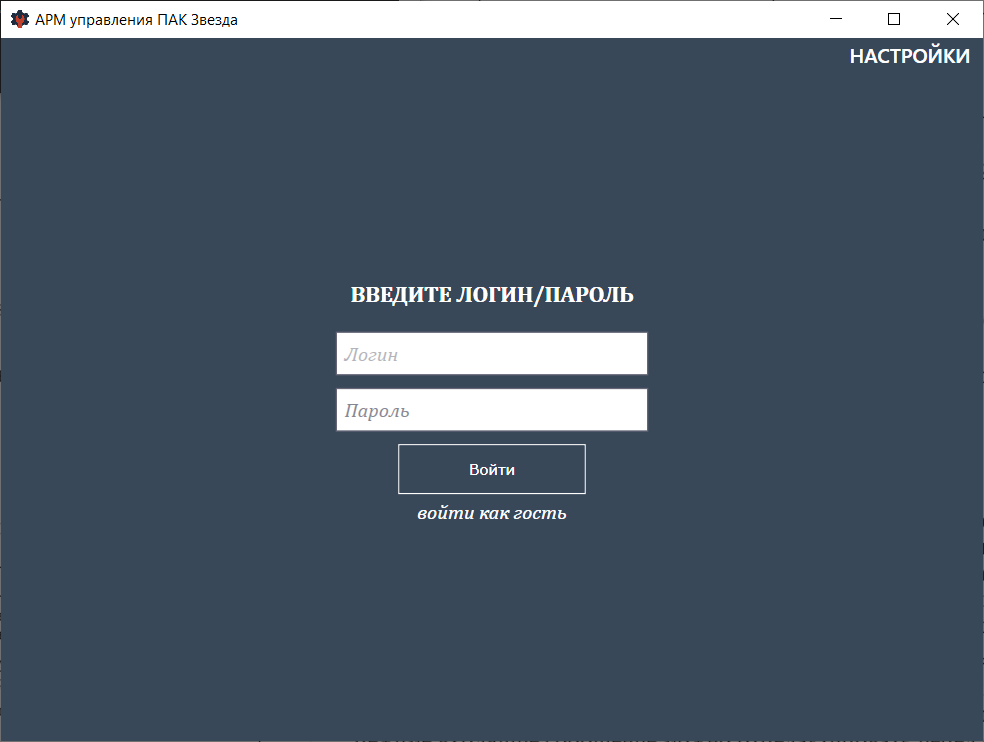 АРМ управления ПАК Звезда
НАСТРОЙКИ
ВВЕДИТЕ ЛОГИН/ПАРОЛЬ
Логин
Пароль
Войти
войти как гость